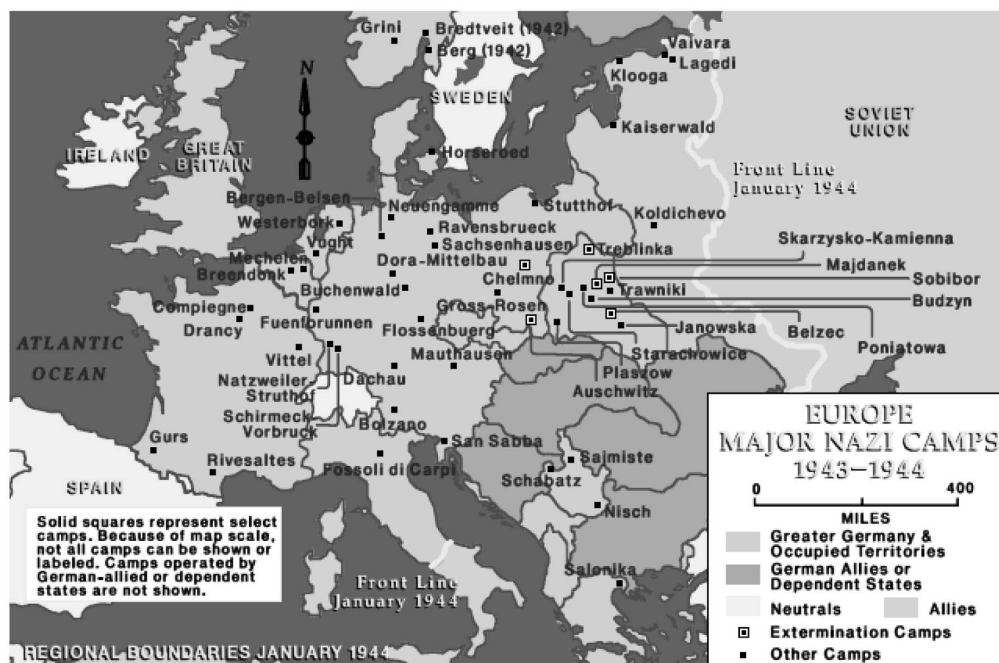 Grini
Bredtveit (1942)
Berg (1942)
Vaivara
Lagedi
Klooga
N
SWEDEN
SOVIET
UNION
Kaiserwald
IRELAND
GREAT
BRITAIN
Horseroed
Front Line
January 1944
Bergen-Belsen
Neuengamme
Stutthof
Koldichevo
Westerbork
Ravensbrueck
Skarzysko-Kamienna
Vught
Sachsenhausen
Treblinka
Mechelen
Dora-Mittelbau
Majdanek
Breendonk
Chelmno
Sobibor
Buchenwald
Trawniki
Budzyn
Compiegne
Gross-Rosen
Drancy
Fuenfbrunnen
Flossenbuerg
Janowska
Belzec
ATLANTIC
OCEAN
Vittel
Mauthausen
Starachowice
Poniatowa
Natzweiler-
Struthof
Dachau
Plaszow
Auschwitz
Schirmeck
Vorbruck
Bolzano
Gurs
San Sabba
Rivesaltes
Fossoli di Carpi
Sajmiste
Schabatz
SPAIN
Nisch
Salonika
Solid squares represent select
camps. Because of map scale,
not all camps can be shown or
labeled. Camps operated by
German-allied or dependent
states are not shown.
Front Line
January 1944
EUROPE
MAJOR NAZI CAMPS
1943–1944
0 400
MILES
Greater Germany &
Occupied Territories
German Allies or
Dependent States
Neutrals Allies
Extermination Camps
Other Camps
REGIONAL BOUNDARIES JANUARY 1944